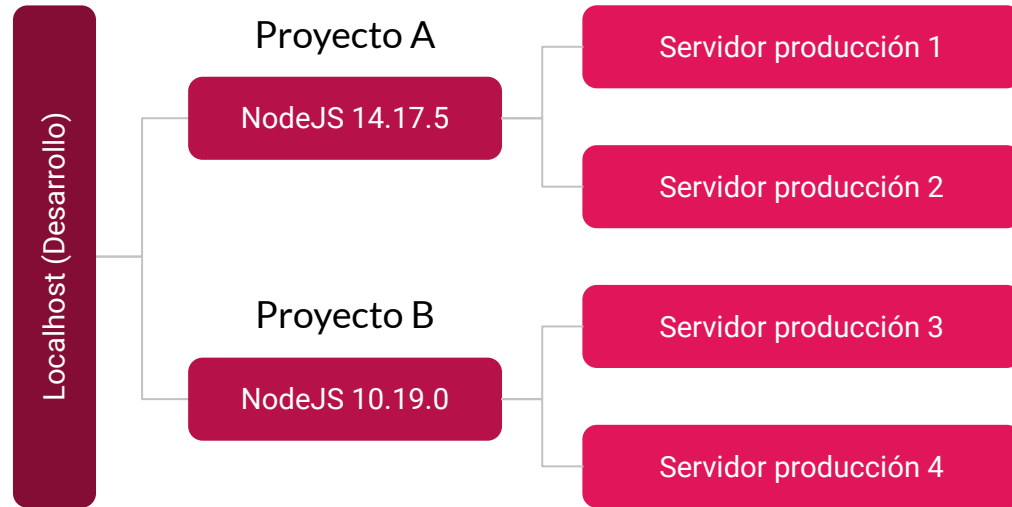 Localhost (Desarrollo)
Proyecto A
NodeJS 14.17.5
Servidor producción 1
Servidor producción 2
Proyecto B
NodeJS 10.19.0
Servidor producción 3
Servidor producción 4